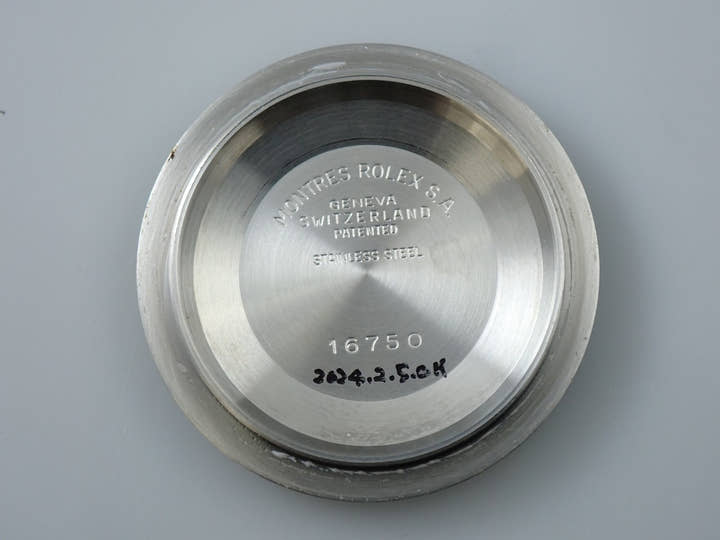 MONTRES ROLEX S.A.
GENEVA
SWITZERLAND
PATENTED
STAINLESS STEEL
16750
2024.2.5.OH